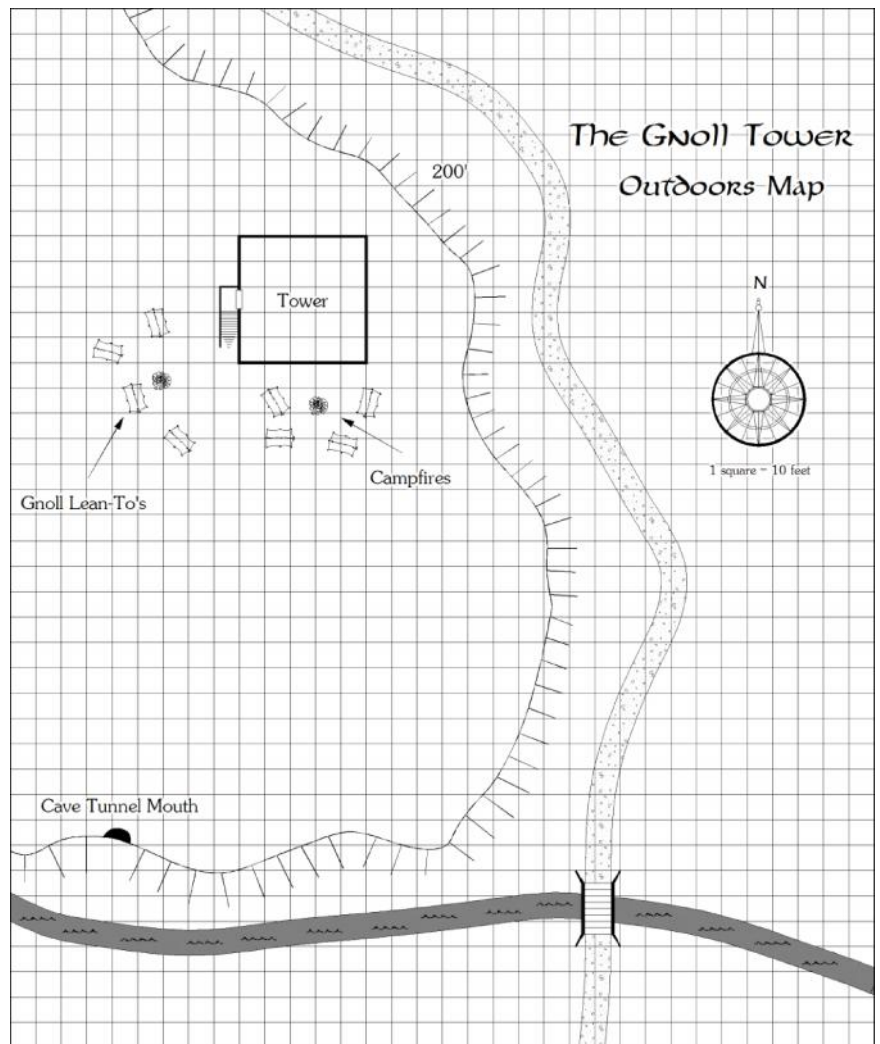 The Gnoll Tower
Outdoors Map
200'
N
Tower
1 square = 10 feet
Campfires
Gnoll Lean-To's
Cave Tunnel Mouth